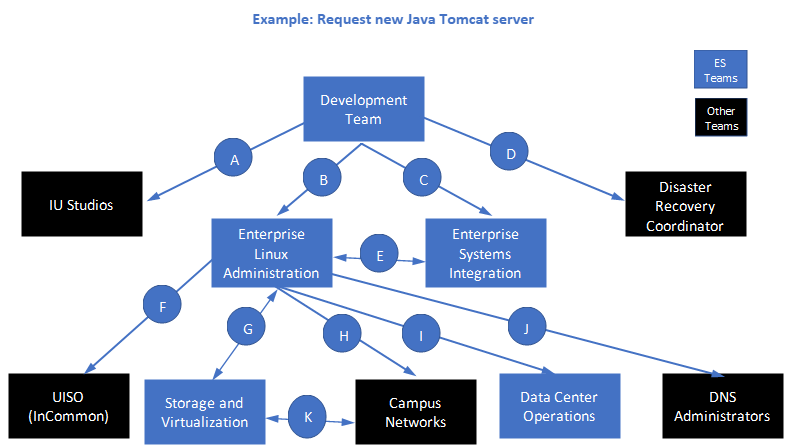 Example: Request new Java Tomcat server
ES
Teams
Other
Teams
Development
Team
A
B
C
D
IU Studios
Disaster
Recovery
Coordinator
Enterprise
Linux
Administration
E
Enterprise
Systems
Integration
F
G
H
I
J
UISO
(InCommon)
Storage and
Virtualization
K
Campus
Networks
Data Center
Operations
DNS
Administrators